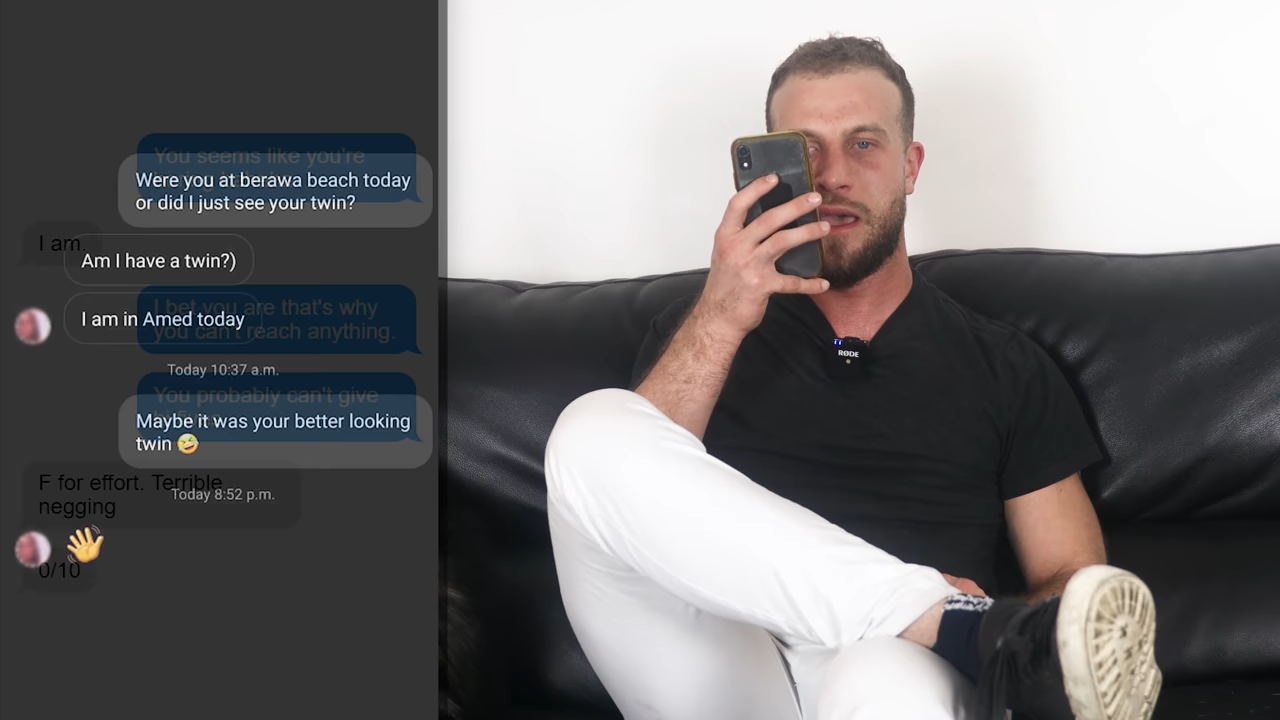 You seems like you're
Were you at berawa beach today
or did I just see your twin?
I am.
Am I have a twin?)
I bet you are that's why
you can't reach anything.
I am in Amed today
Today 10:37 a.m.
You probably can't give
Maybe it was your better looking
twin 🤣
F for effort. Terrible
negging
Today 8:52 p.m.
👋
0/10
RØDE